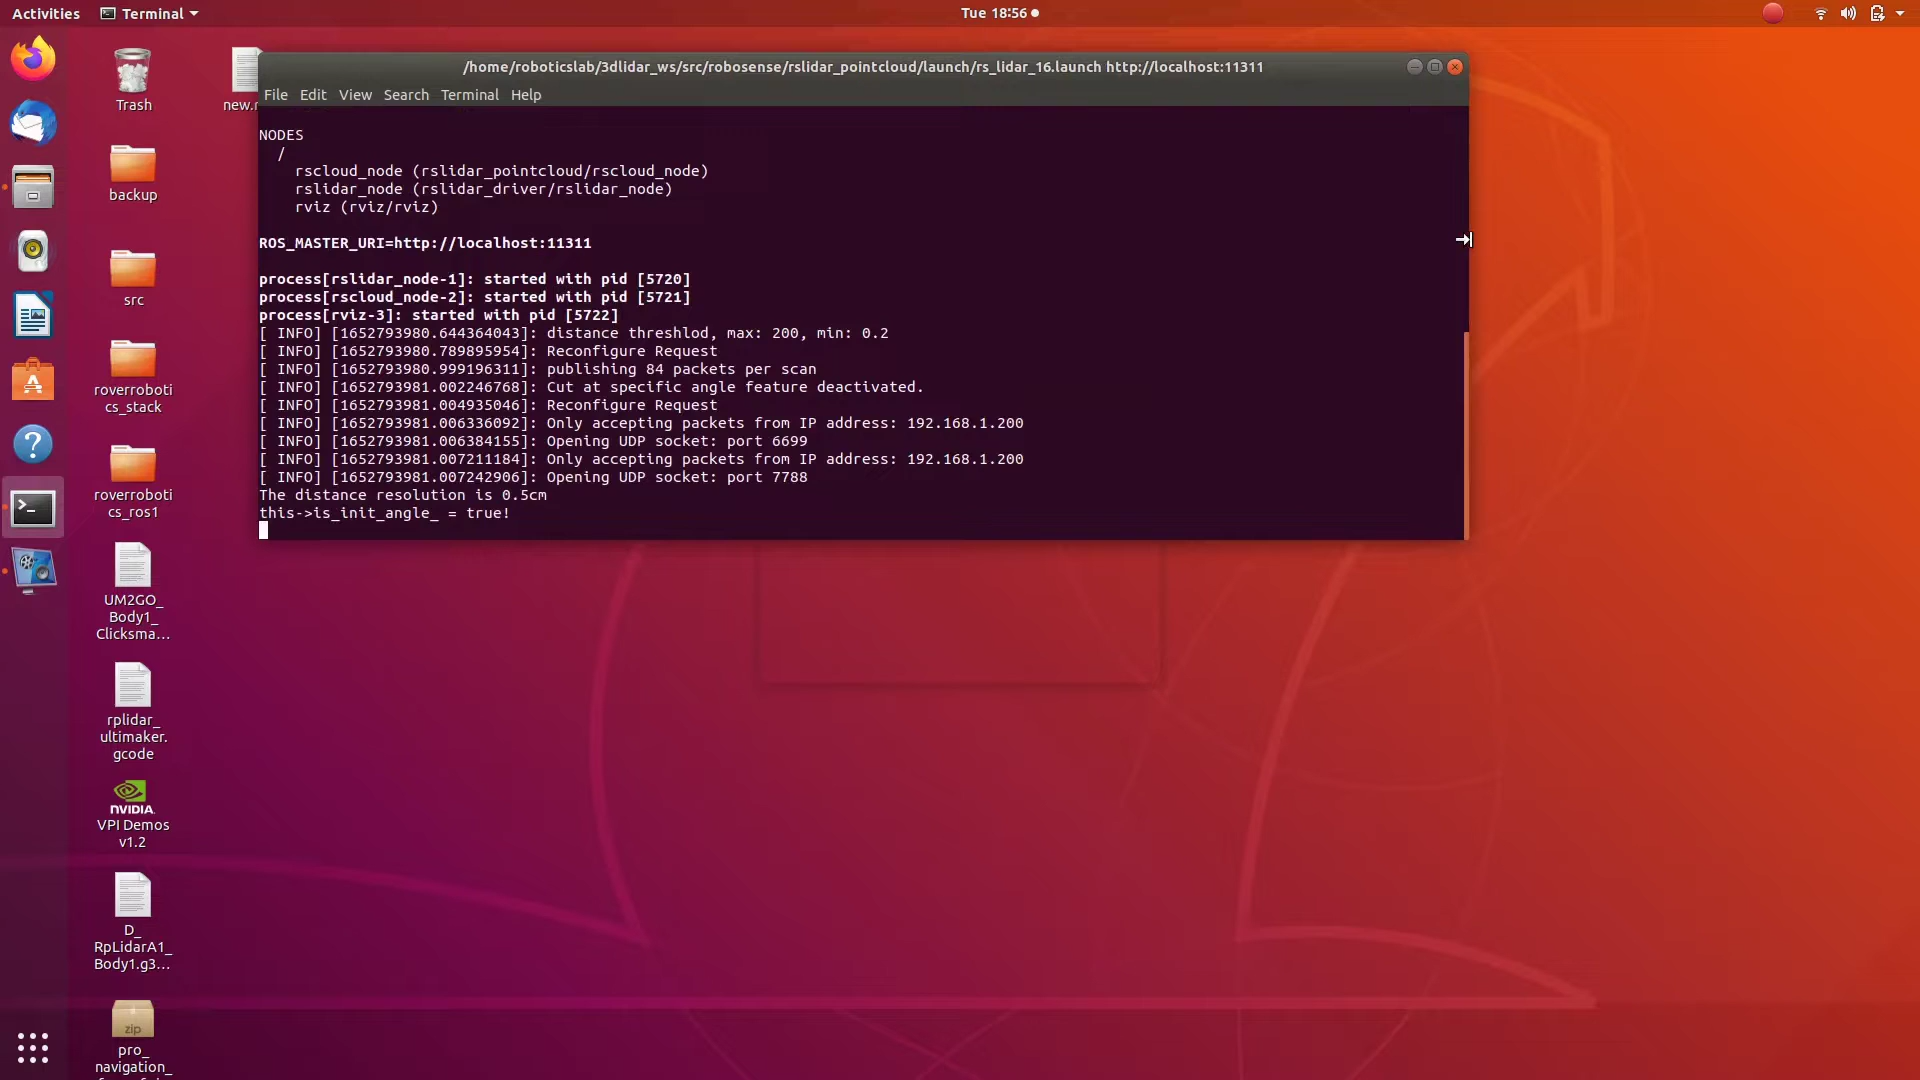 Activities
Terminal
Tue 18:56
Trash
new.
backup
src
roverroboti
cs_stack
roverroboti
cs_ros1
UM2GO_
Body1_
Clicksma...
rplidar_
ultimaker.
gcode
NVIDIA.
VPI Demos
v1.2
D_
RpLidarA1_
Body1.g3...
zip
pro_
navigation_
/home/roboticslab/3dlidar_ws/src/robosense/rslidar_pointcloud/launch/rs_lidar_16.launch http://localhost:11311
File Edit View Search Terminal Help
NODES
/
rscloud_node (rslidar_pointcloud/rscloud_node)
rslidar_node (rslidar_driver/rslidar_node)
rviz (rviz/rviz)
ROS_MASTER_URI=http://localhost:11311
process[rslidar_node-1]: started with pid [5720]
process[rscloud_node-2]: started with pid [5721]
process[rviz-3]: started with pid [5722]
[ INFO] [1652793980.644364043]: distance threshlod, max: 200, min: 0.2
[ INFO] [1652793980.789895954]: Reconfigure Request
[ INFO] [1652793980.999196311]: publishing 84 packets per scan
[ INFO] [1652793981.002246768]: Cut at specific angle feature deactivated.
[ INFO] [1652793981.004935046]: Reconfigure Request
[ INFO] [1652793981.006336092]: Only accepting packets from IP address: 192.168.1.200
[ INFO] [1652793981.006384155]: Opening UDP socket: port 6699
[ INFO] [1652793981.007211184]: Only accepting packets from IP address: 192.168.1.200
[ INFO] [1652793981.007242906]: Opening UDP socket: port 7788
The distance resolution is 0.5cm
this->is_init_angle_ = true!